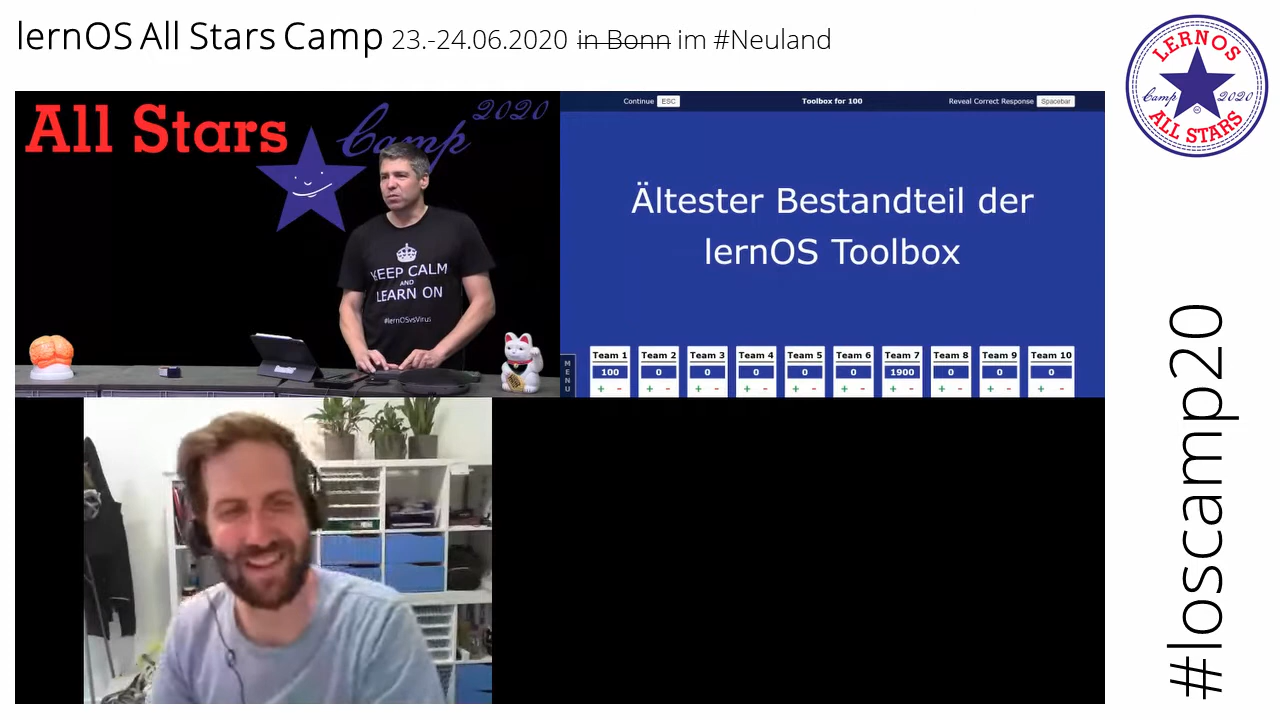 lernOS All Stars Camp 23.-24.06.2020 in Bonn im #Neuland
LERNOS
Camp 2020
ALL STARS
All Stars Camp 2020
KEEP CALM
AND
LEARN ON
#lernOSvsVirus
Continue ESC Toolbox for 100 Reveal Correct Response Spacebar
Ältester Bestandteil der
lernOS Toolbox
MENU
Team 1 Team 2 Team 3 Team 4 Team 5 Team 6 Team 7 Team 8 Team 9 Team 10
100 0 0 0 0 0 1900 0 0 0
+ - + - + - + - + - + - + - + - + - + -
#loscamp20